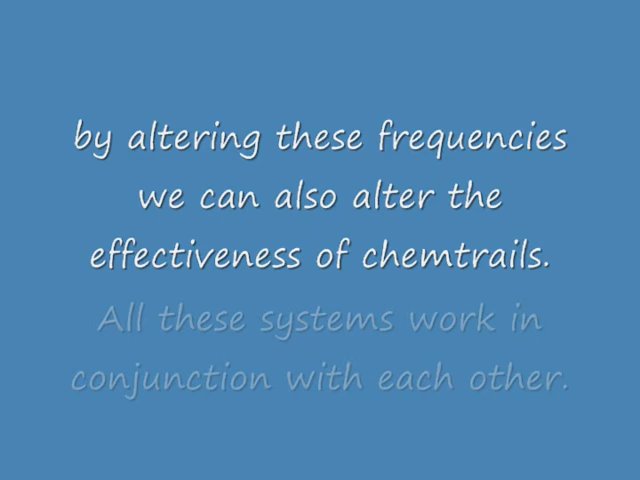 by altering these frequencies
we can also alter the
effectiveness of chemtrails.
All these systems work in
conjunction with each other.